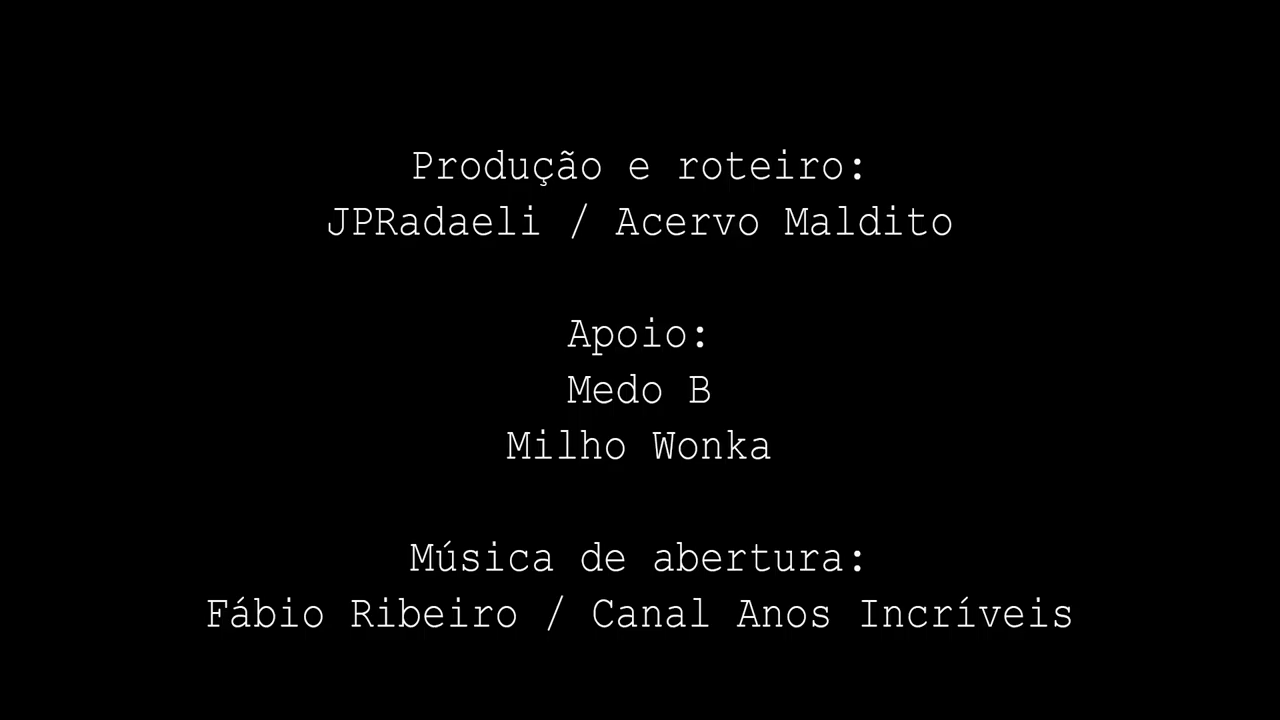 Produção e roteiro:
JPRadaeli / Acervo Maldito
Apoio:
Medo B
Milho Wonka
Música de abertura:
Fábio Ribeiro / Canal Anos Incríveis